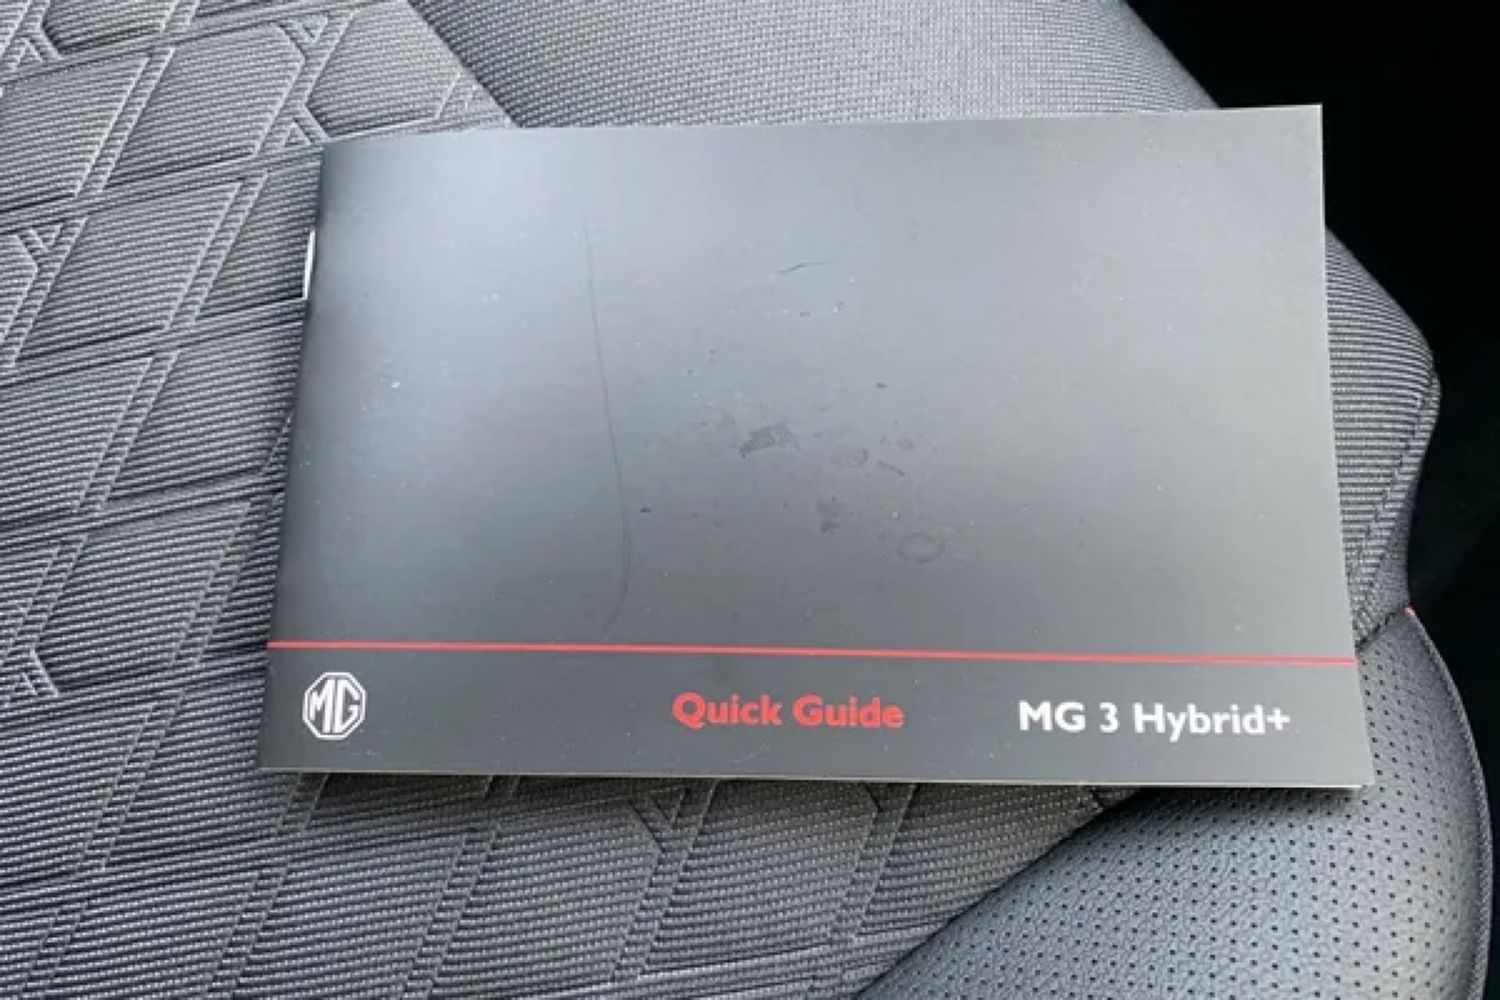 MG
Quick Guide
MG 3 Hybrid+